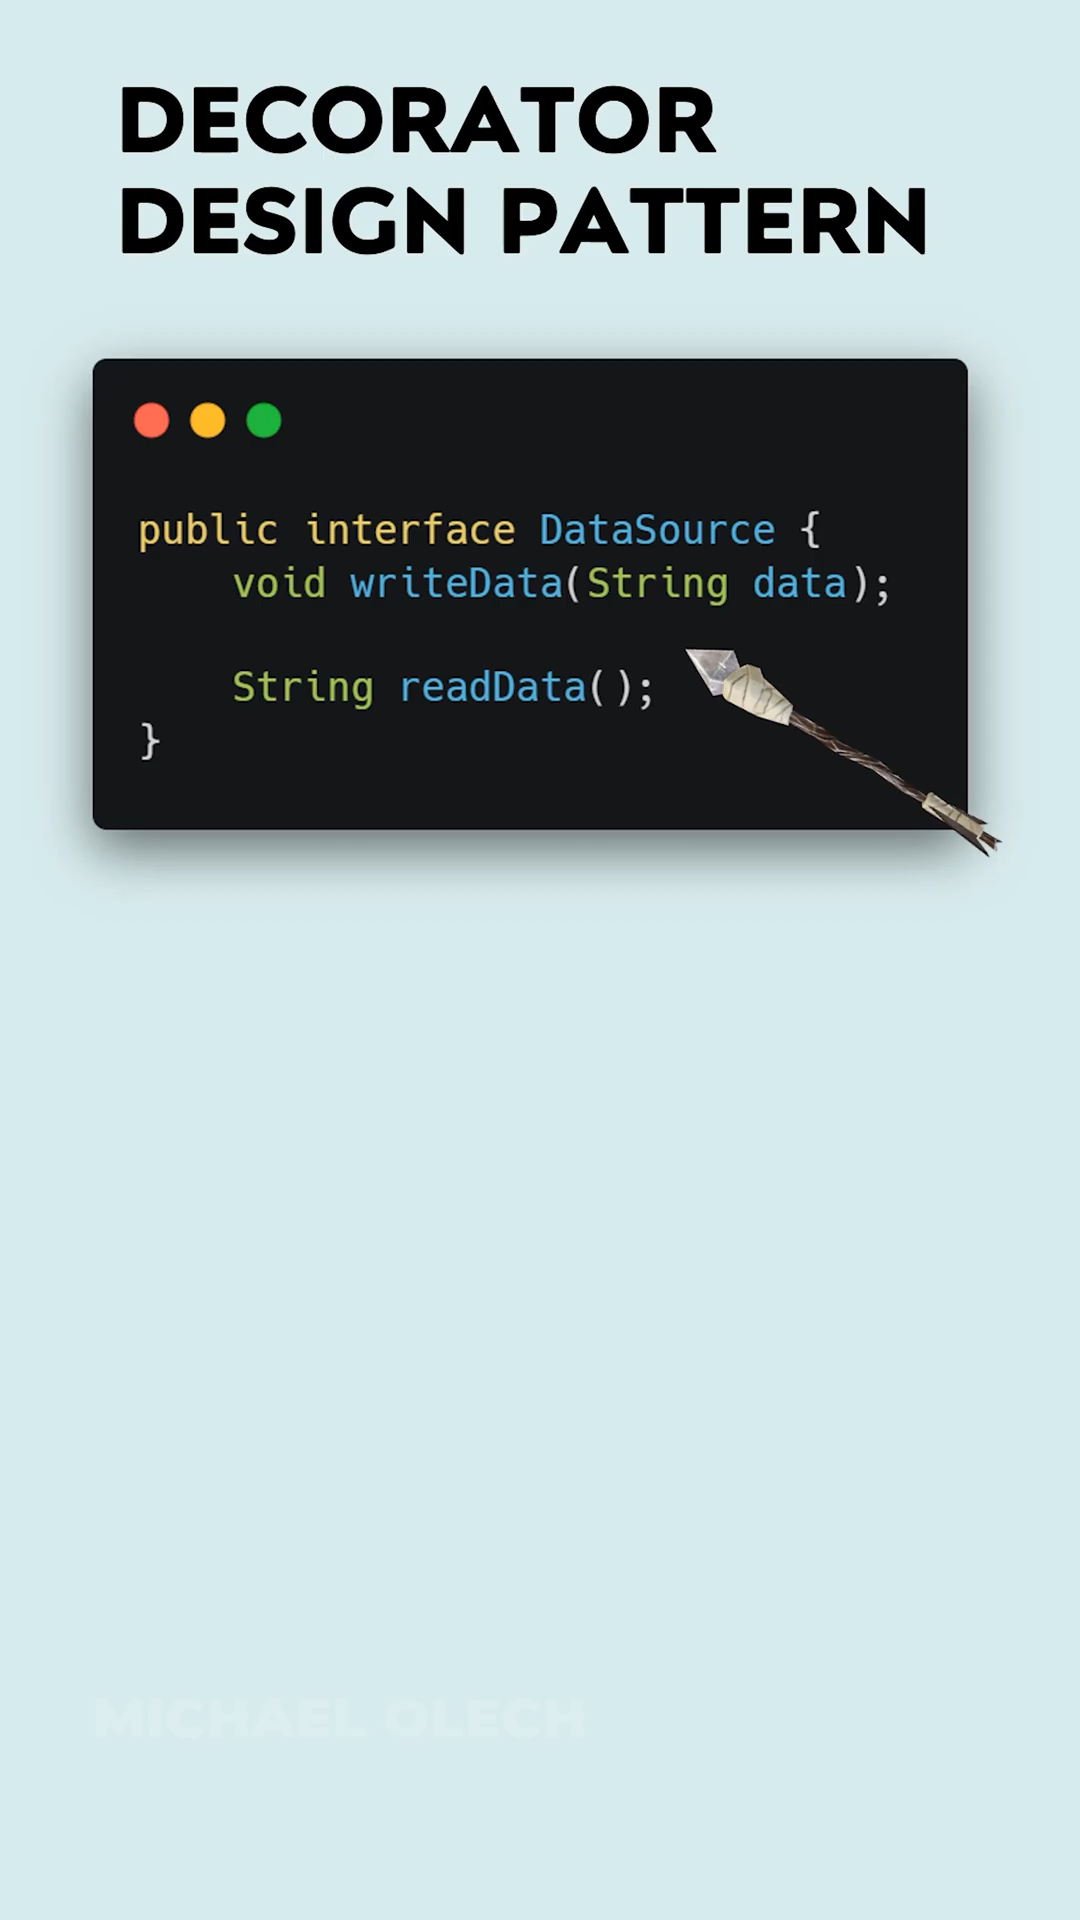 DECORATOR
DESIGN PATTERN
public interface DataSource {
void writeData(String data);
String readData();
}
MICHAEL OLECH